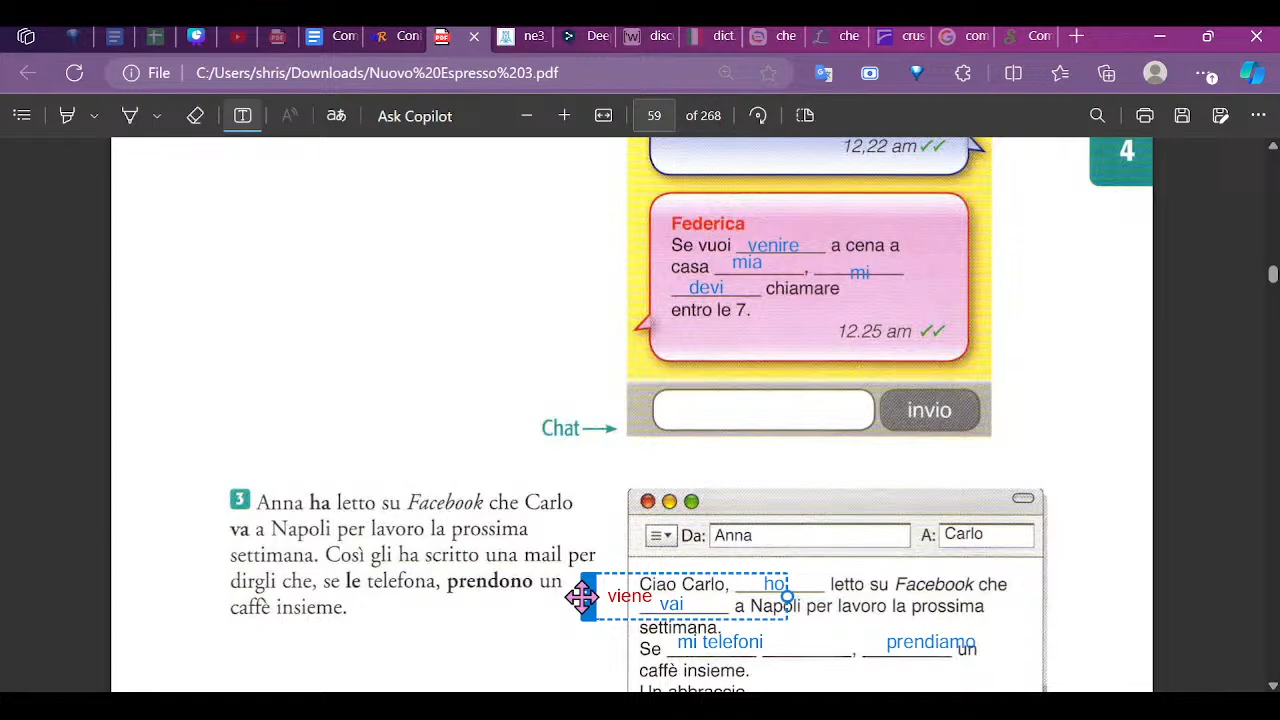 Com
Con
ne3
Dee
disc
dict.
che
che
crus
com
Com
File
C:/Users/shris/Downloads/Nuovo%20Espresso%203.pdf
Ask Copilot
59
of 268
12,22 am
4
Federica
Se vuoi venire a cena a
casa mia, mi
devi chiamare
entro le 7.
12.25 am
invio
Chat
3 Anna ha letto su Facebook che Carlo
va a Napoli per lavoro la prossima
settimana. Così gli ha scritto una mail per
dirgli che, se le telefona, prendono un
caffè insieme.
Da: Anna
A: Carlo
Ciao Carlo, ho letto su Facebook che
viene
vai a Napoli per lavoro la prossima
settimana.
Se mi telefoni, prendiamo un
caffè insieme.
Un abbraccio